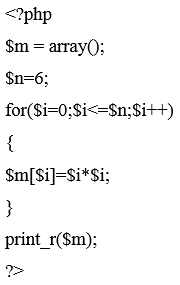 <?php
$m = array();
$n=6;
for($i=0;$i<=$n;$i++)
{
$m[$i]=$i*$i;
}
print_r($m);
?>